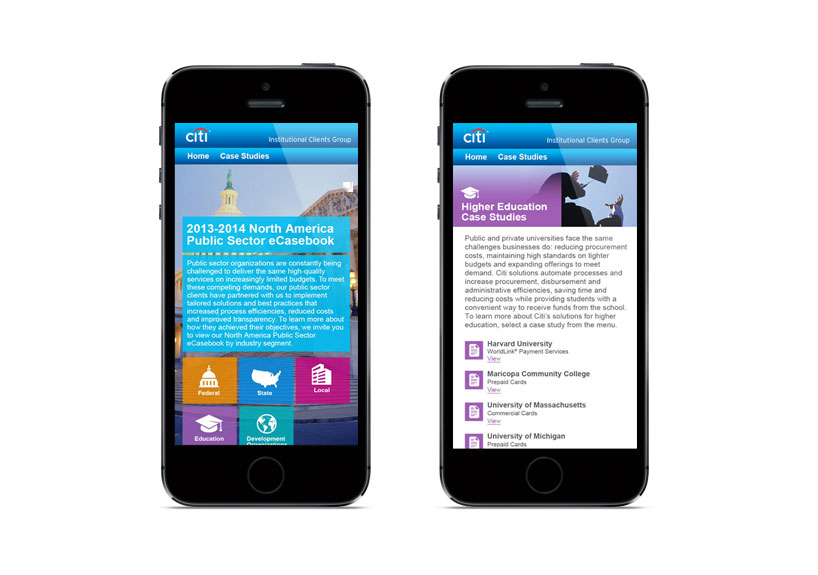 citi
Institutional Clients Group
Home Case Studies
2013-2014 North America
Public Sector eCasebook
Public sector organizations are constantly being
challenged to deliver the same high-quality
services on increasingly limited budgets. To meet
these competing demands, our public sector
clients have partnered with us to implement
tailored solutions and best practices that
increased process efficiencies, reduced costs
and improved transparency. To learn more about
how they achieved their objectives, we invite you
to view our North America Public Sector
eCasebook by industry segment.
Federal
State
Local
Education
Development
Organizations
citi
Institutional Clients Group
Home Case Studies
Higher Education
Case Studies
Public and private universities face the same
challenges businesses do: reducing procurement
costs, maintaining high standards on tighter
budgets and expanding offerings to meet
demand. Citi solutions automate processes and
increase procurement, disbursement and
administrative efficiencies, saving time and
reducing costs while providing students with a
convenient way to receive funds from the school.
To learn more about Citi's solutions for higher
education, select a case study from the menu.
Harvard University
WorldLink® Payment Services
View
Maricopa Community College
Prepaid Cards
View
University of Massachusetts
Commercial Cards
View
University of Michigan
Prepaid Cards